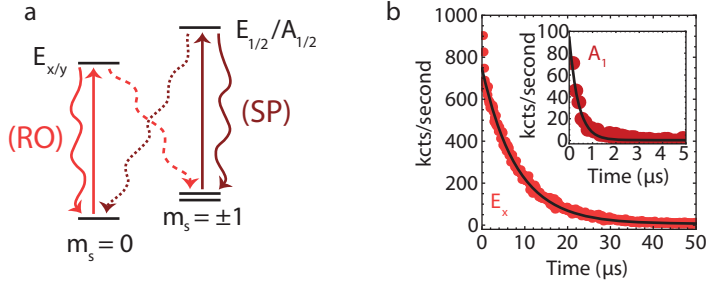 a
E_x/y
E_1/2/A_1/2
(RO)
(SP)
m_s = 0
m_s = ±1
b
kcts/second
1000
800
600
400
200
0
E_x
0
10
20
30
40
50
Time (µs)
kcts/second
100
80
60
40
20
0
A_1
0
1
2
3
4
5
Time (µs)